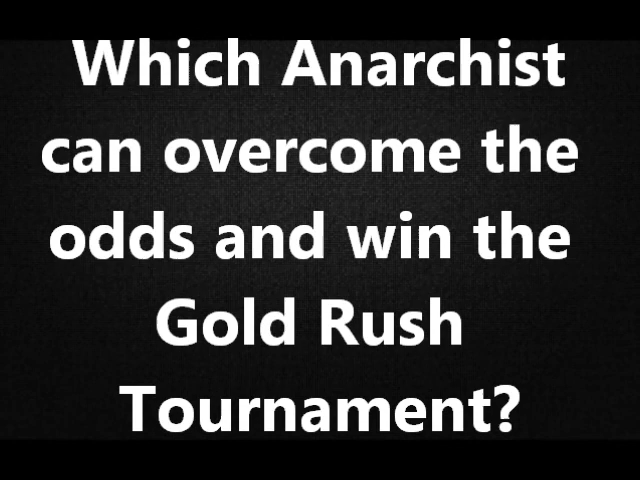 Which Anarchist
can overcome the
odds and win the
Gold Rush
Tournament?